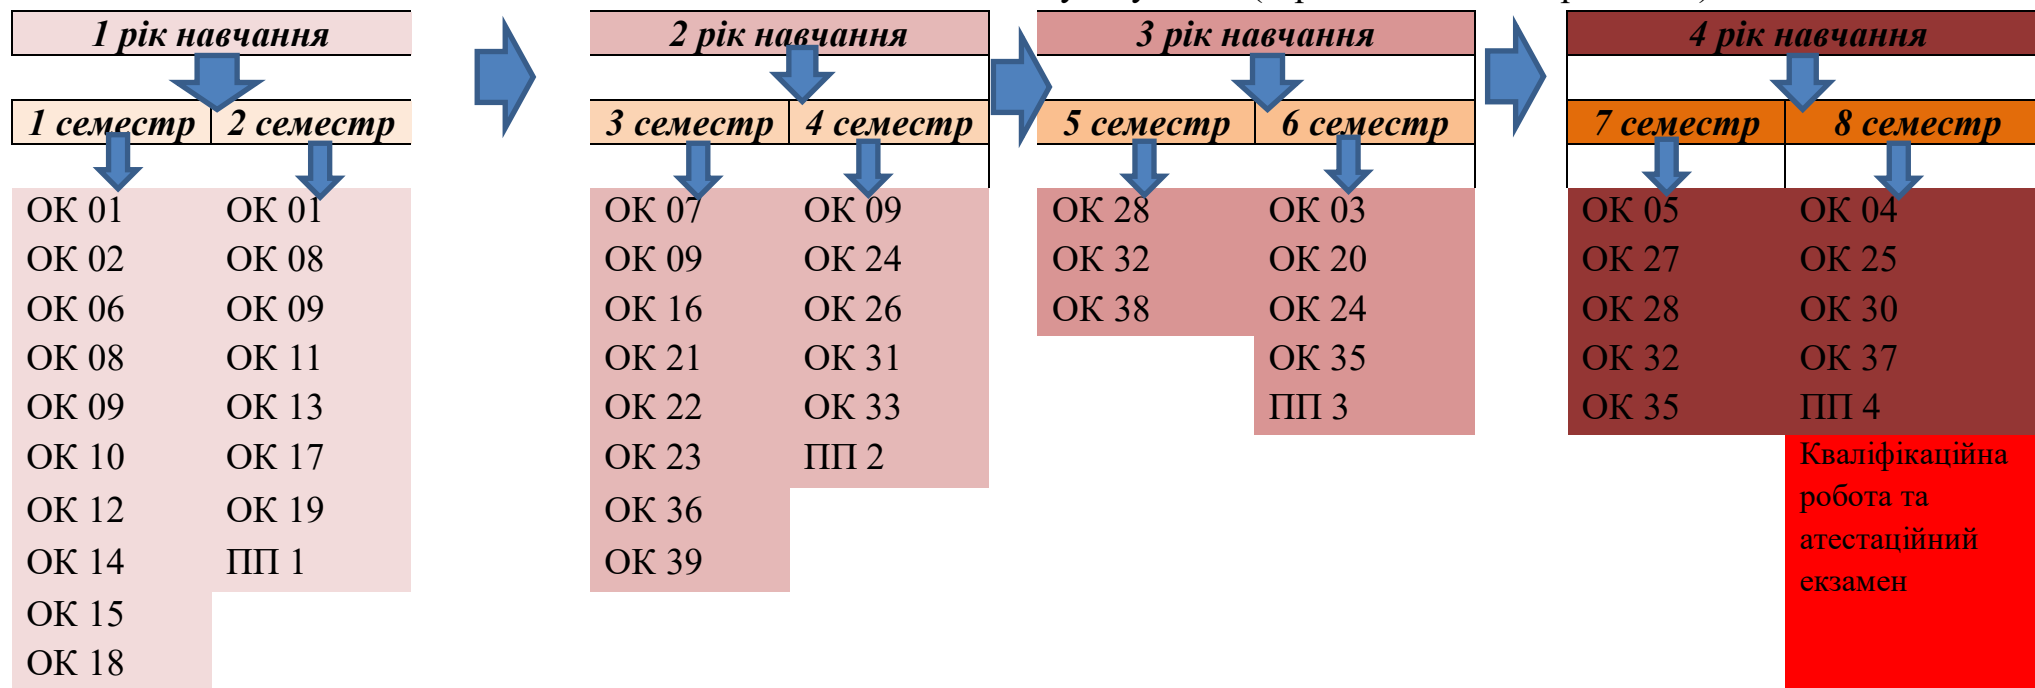 1 рік навчання
2 рік навчання
3 рік навчання
4 рік навчання
1 семестр
2 семестр
3 семестр
4 семестр
5 семестр
6 семестр
7 семестр
8 семестр
ОК 01
ОК 02
ОК 06
ОК 08
ОК 09
ОК 10
ОК 12
ОК 14
ОК 15
ОК 18
ОК 01
ОК 08
ОК 09
ОК 11
ОК 13
ОК 17
ОК 19
ПП 1
ОК 07
ОК 09
ОК 16
ОК 21
ОК 22
ОК 23
ОК 36
ОК 39
ОК 09
ОК 24
ОК 26
ОК 31
ОК 33
ПП 2
ОК 28
ОК 32
ОК 38
ОК 03
ОК 20
ОК 24
ОК 35
ПП 3
ОК 05
ОК 27
ОК 28
ОК 32
ОК 35
ОК 04
ОК 25
ОК 30
ОК 37
ПП 4
Кваліфікаційна
робота та
атестаційний
екзамен